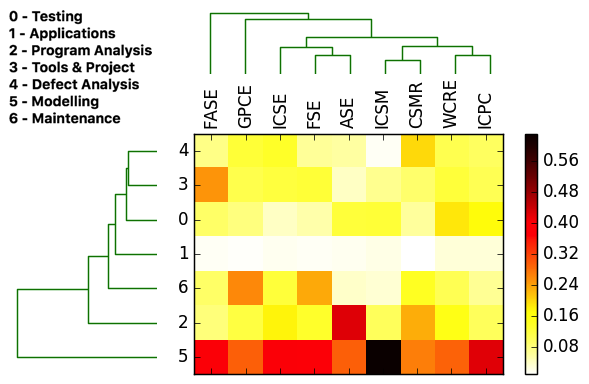 0 - Testing
1 - Applications
2 - Program Analysis
3 - Tools & Project
4 - Defect Analysis
5 - Modelling
6 - Maintenance
FASE
GPCE
ICSE
FSE
ASE
ICSM
CSMR
WCRE
ICPC
4
3
0
1
6
2
5
0.56
0.48
0.40
0.32
0.24
0.16
0.08